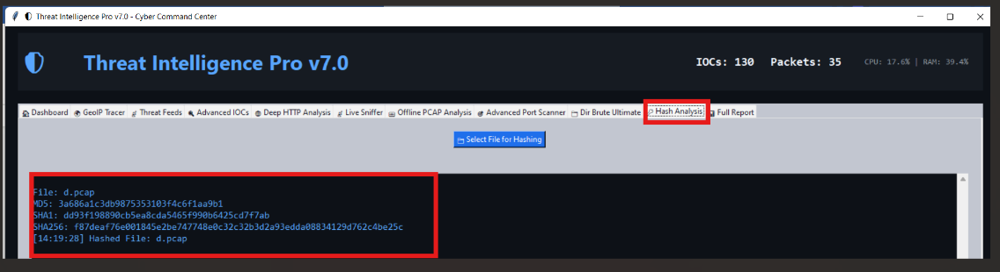 Threat Intelligence Pro v7.0 - Cyber Command Center
Threat Intelligence Pro v7.0
IOCs: 130 Packets: 35 CPU: 17.6% | RAM: 39.4%
Dashboard GeoIP Tracer Threat Feeds Advanced IOCs Deep HTTP Analysis Live Sniffer Offline PCAP Analysis Advanced Port Scanner Dir Brute Ultimate Hash Analysis Full Report
Select File for Hashing
File: d.pcap
MD5: 3a686a1c3db9875353103f4c6f1aa9b1
SHA1: dd93f198890cb5ea8cda5465f990b6425cd7f7ab
SHA256: f87deaf76e001845e2be747748e0c32c32b3d2a93edda08834129d762c4be25c
[14:19:28] Hashed File: d.pcap